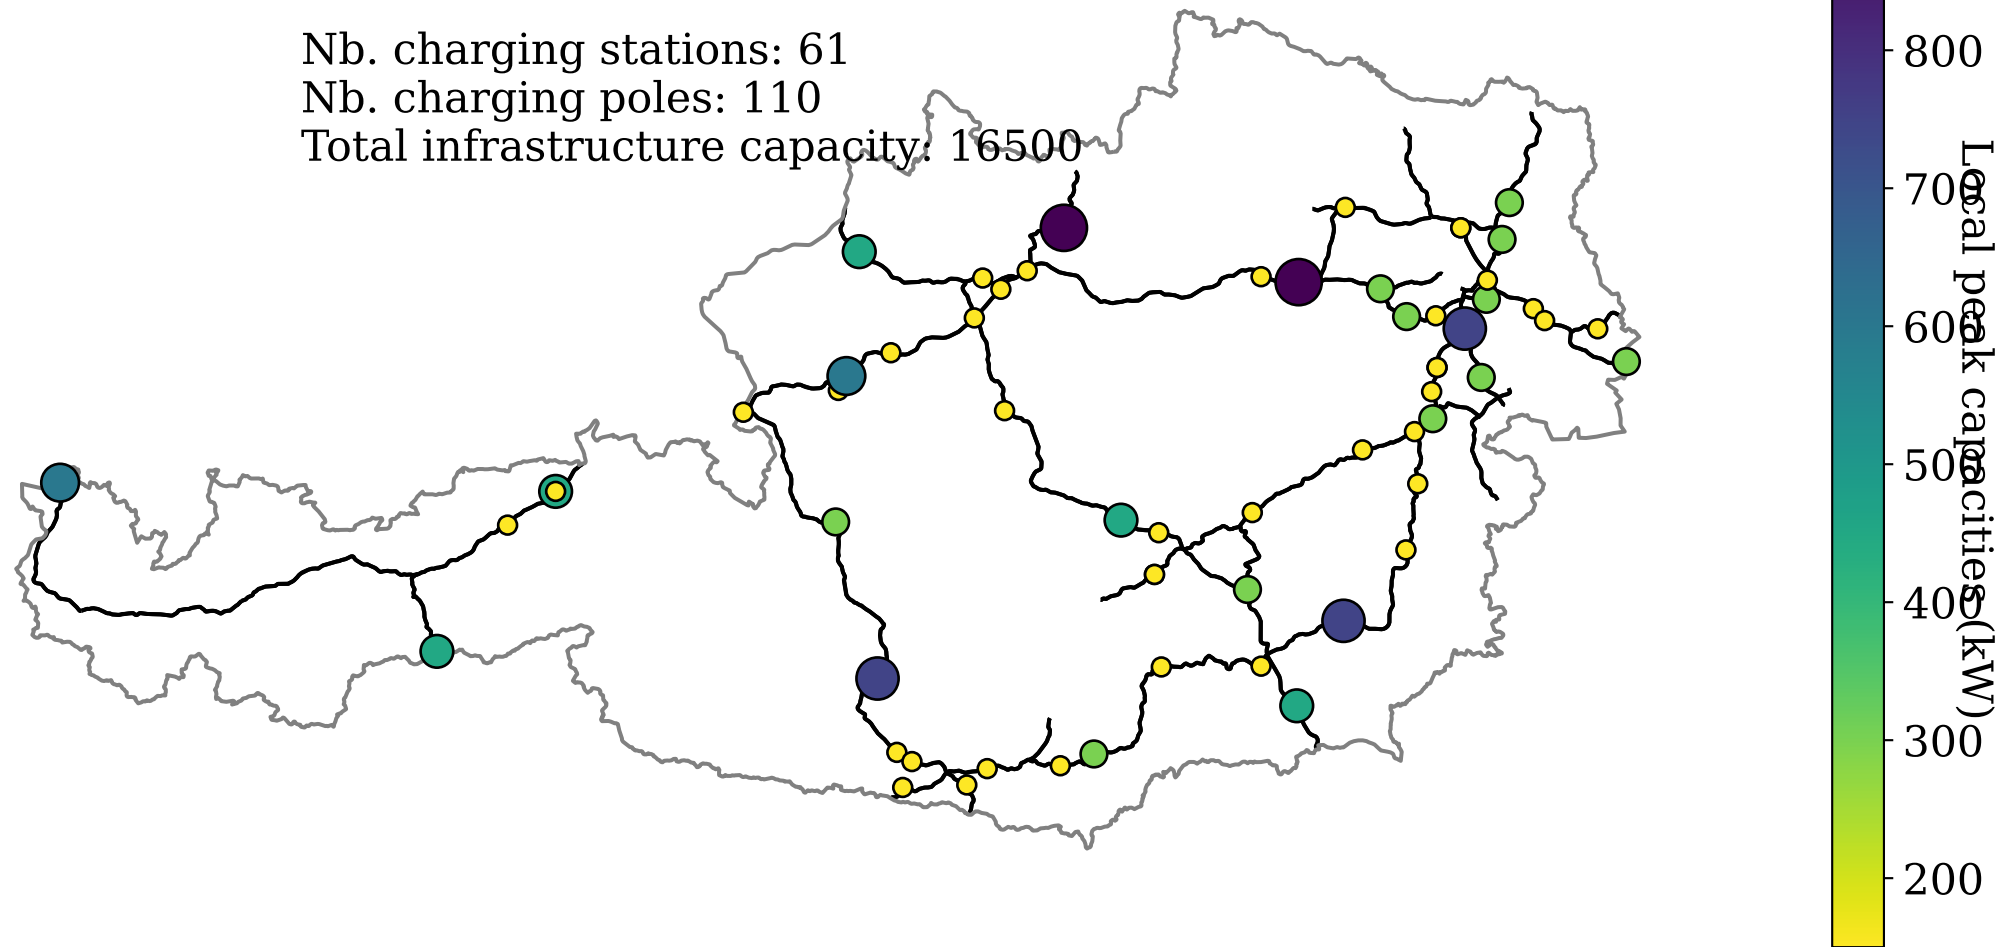 Nb. charging stations: 61
Nb. charging poles: 110
Total infrastructure capacity: 16500
800
700
600
500
400
300
200
Local peak capacities (kW)